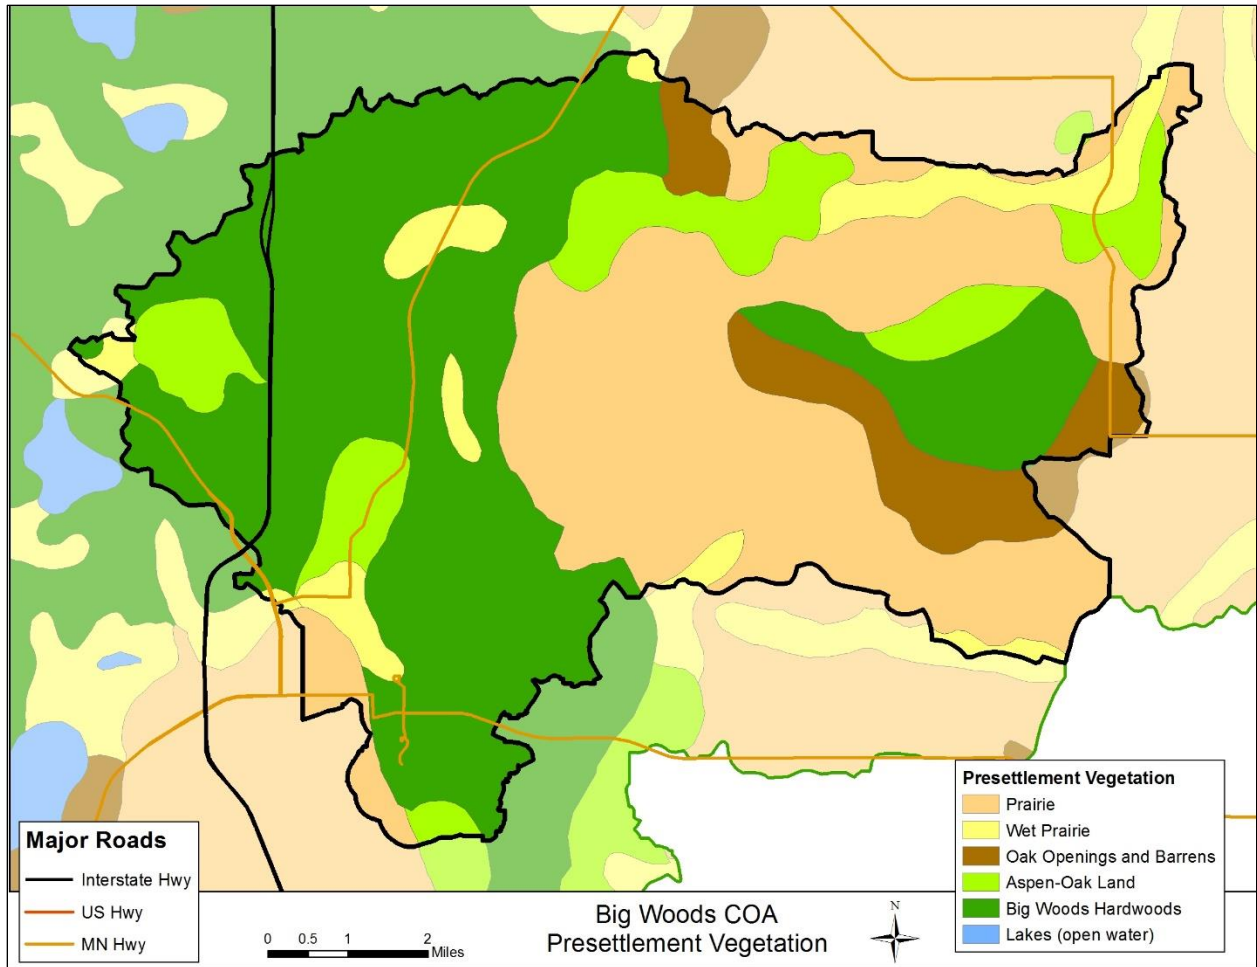 Major Roads
Interstate Hwy
US Hwy
MN Hwy
0 0.5 1 2
Miles
Big Woods COA
Presettlement Vegetation
N
Presettlement Vegetation
Prairie
Wet Prairie
Oak Openings and Barrens
Aspen-Oak Land
Big Woods Hardwoods
Lakes (open water)